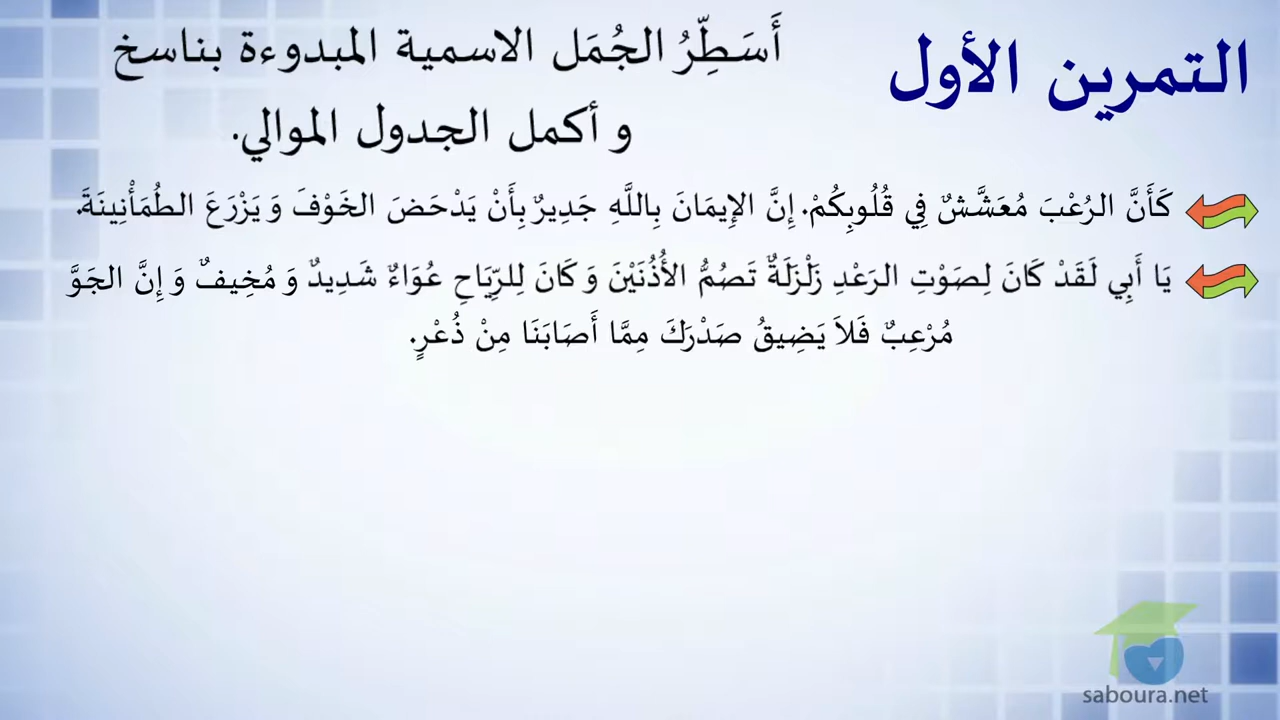 التمرين الأول
أَسَطِّرُ الجُمَل الاسمية المبدوءة بناسخ
و أكمل الجدول الموالي.
كَأَنَّ الرُعْبَ مُعَشَّشٌ فِي قُلُوبِكُمْ. إِنَّ الإِيمَانَ بِاللَّهِ جَدِيرٌ بِأَنْ يَدْحَضَ الخَوْفَ وَ يَزْرَعَ الطُمَأْنِينَةَ.
يَا أَبِي لَقَدْ كَانَ لِصَوْتِ الرَعْدِ زَلْزَلَةٌ تَصُمُّ الأُذُنَيْنَ وَ كَانَ لِلرِّيَاحِ عُوَاءٌ شَدِيدٌ وَ مُخِيفٌ وَ إِنَّ الجَوَّ
مُرْعِبٌ فَلاَ يَضِيقُ صَدْرَكَ مِمَّا أَصَابَنَا مِنْ ذُعْرٍ.
saboura.net